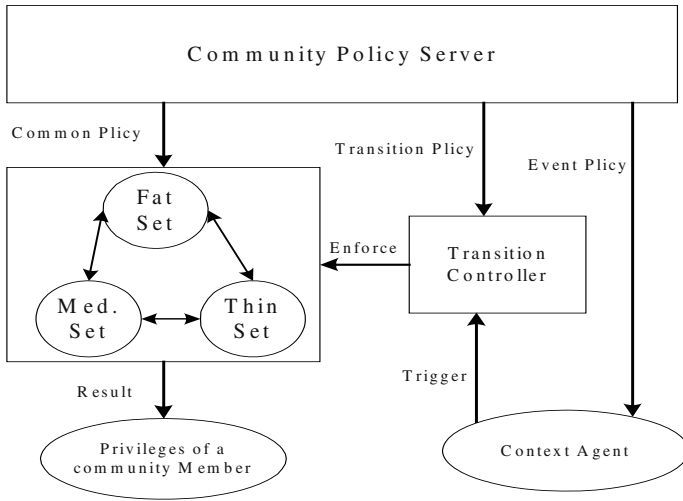 Community Policy Server
Common Plicy
Transition Plicy
Event Plicy
Fat
Set
Med.
Set
Thin
Set
Enforce
Transition
Controller
Result
Trigger
Privileges of a
community Member
Context Agent